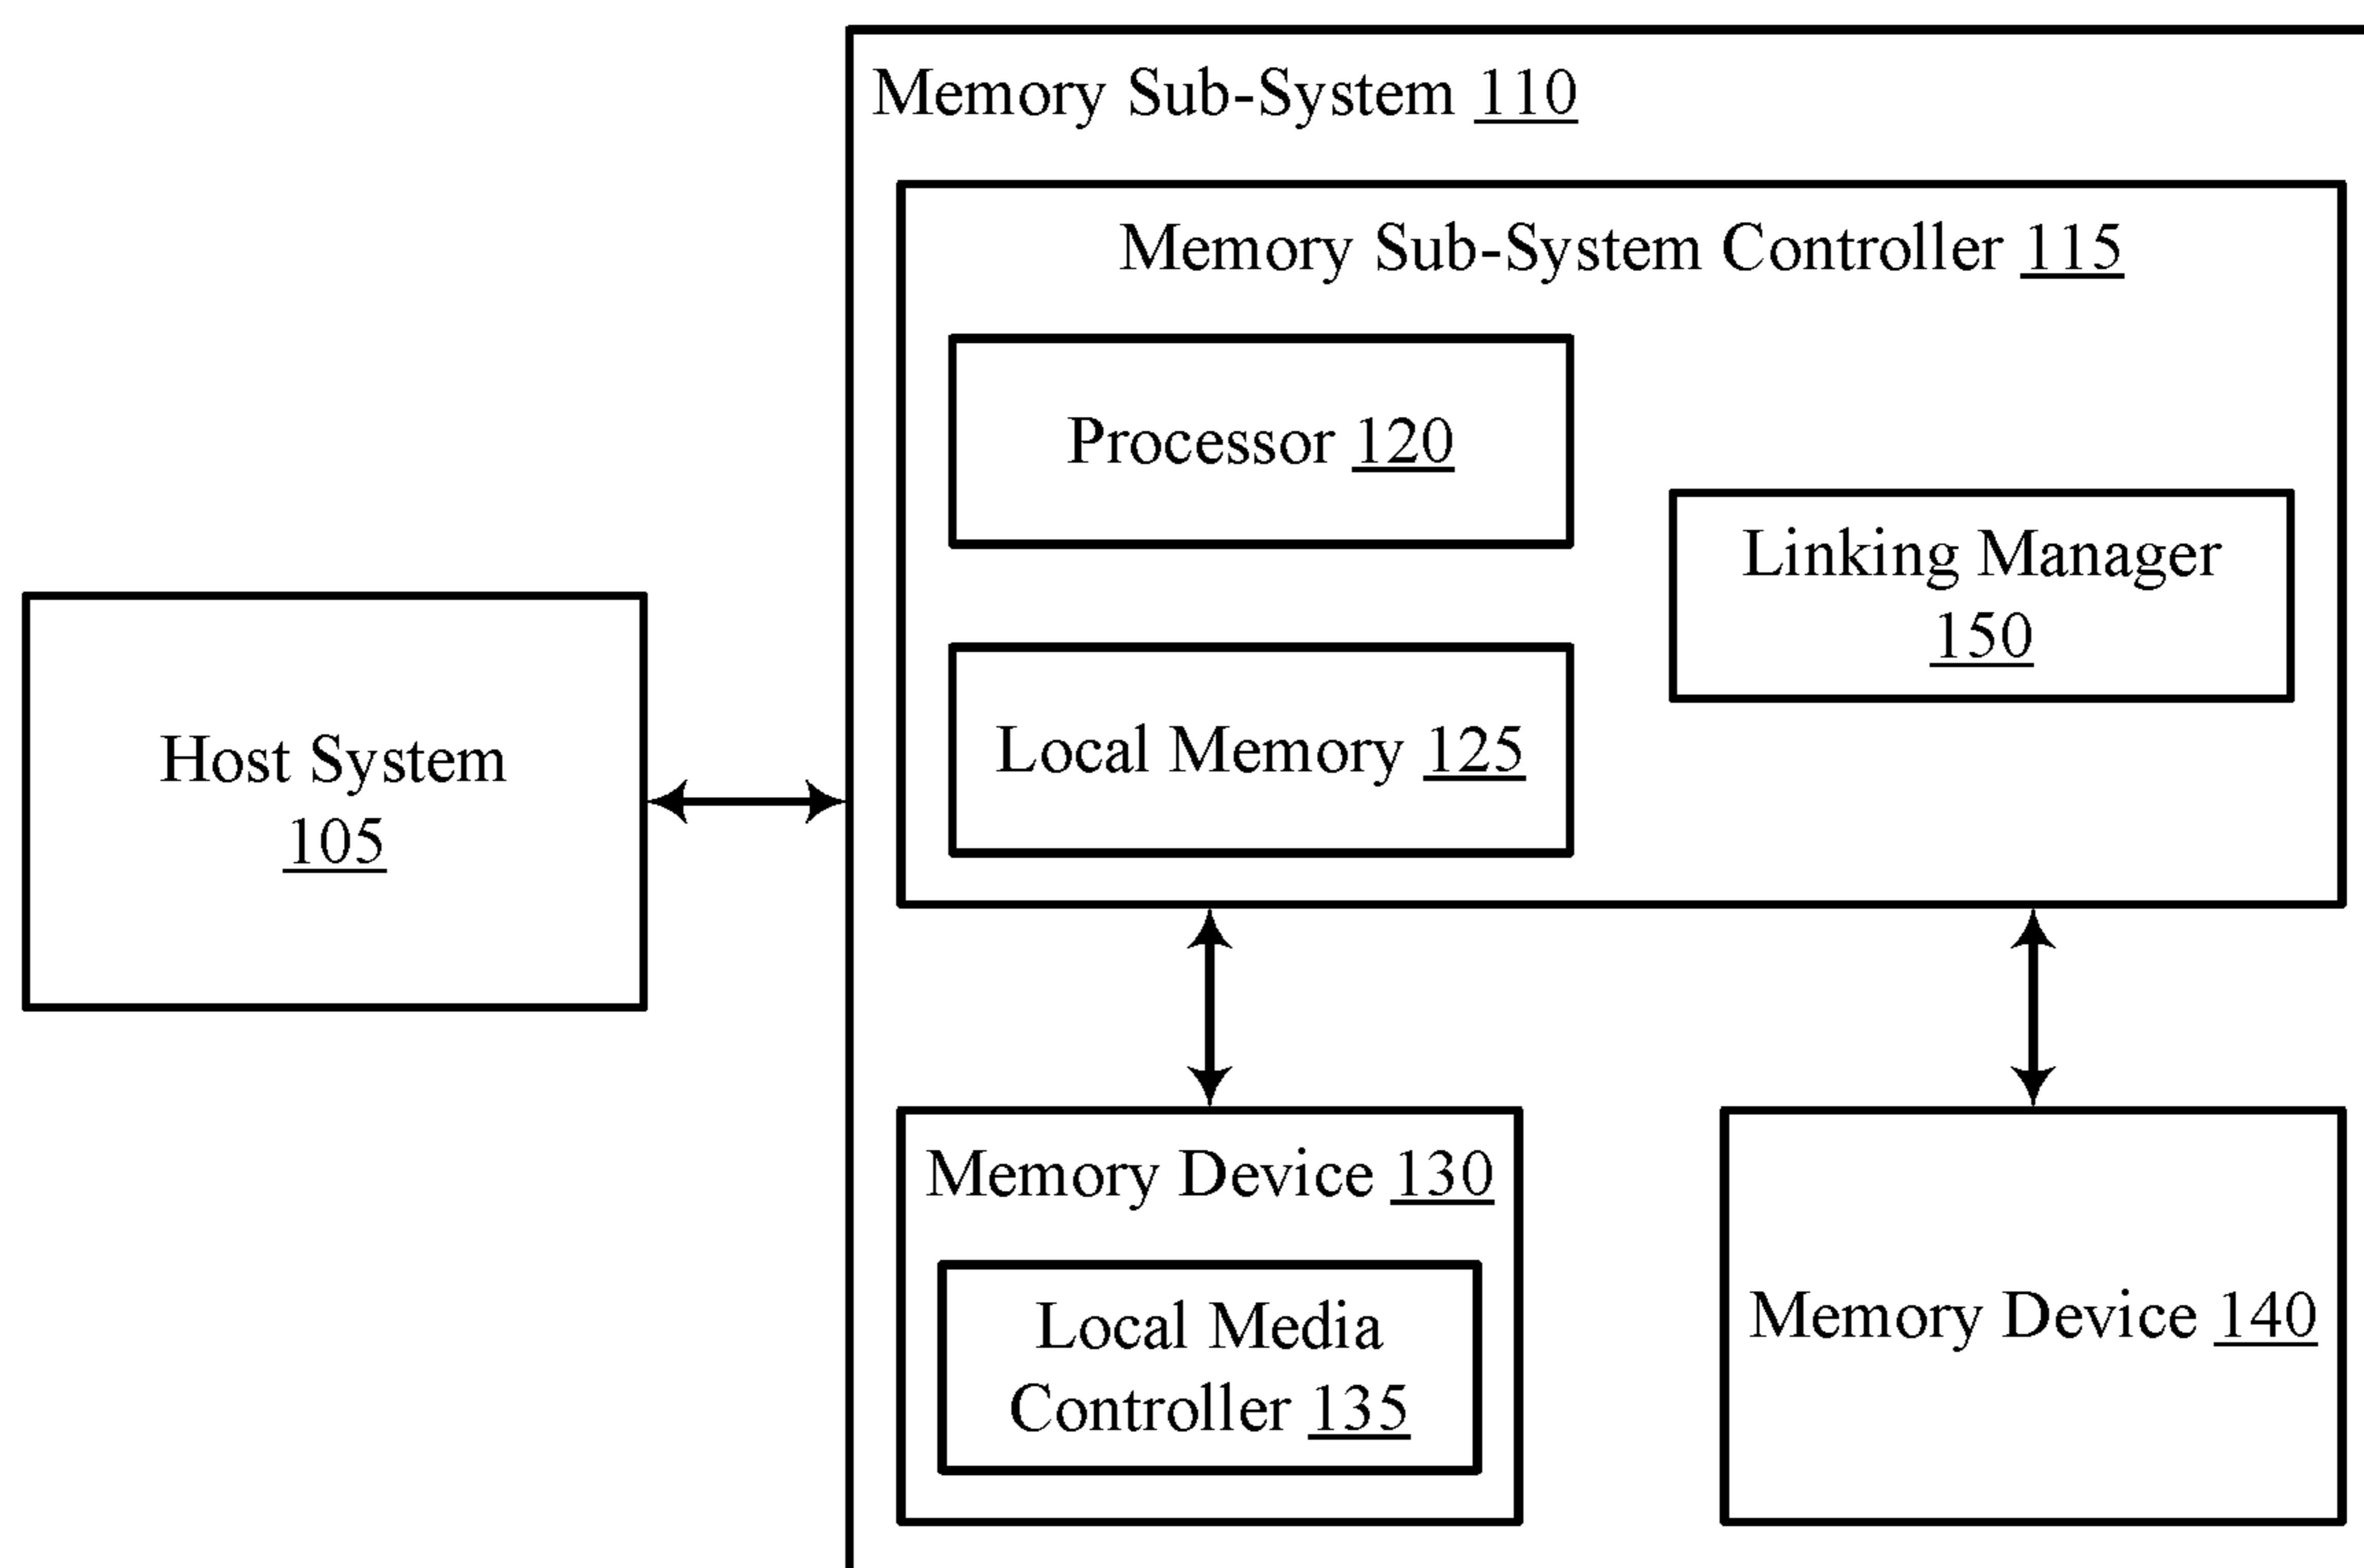 Memory Sub-System 110
Memory Sub-System Controller 115
Processor 120
Linking Manager
150
Local Memory 125
Host System
105
Memory Device 130
Local Media
Controller 135
Memory Device 140